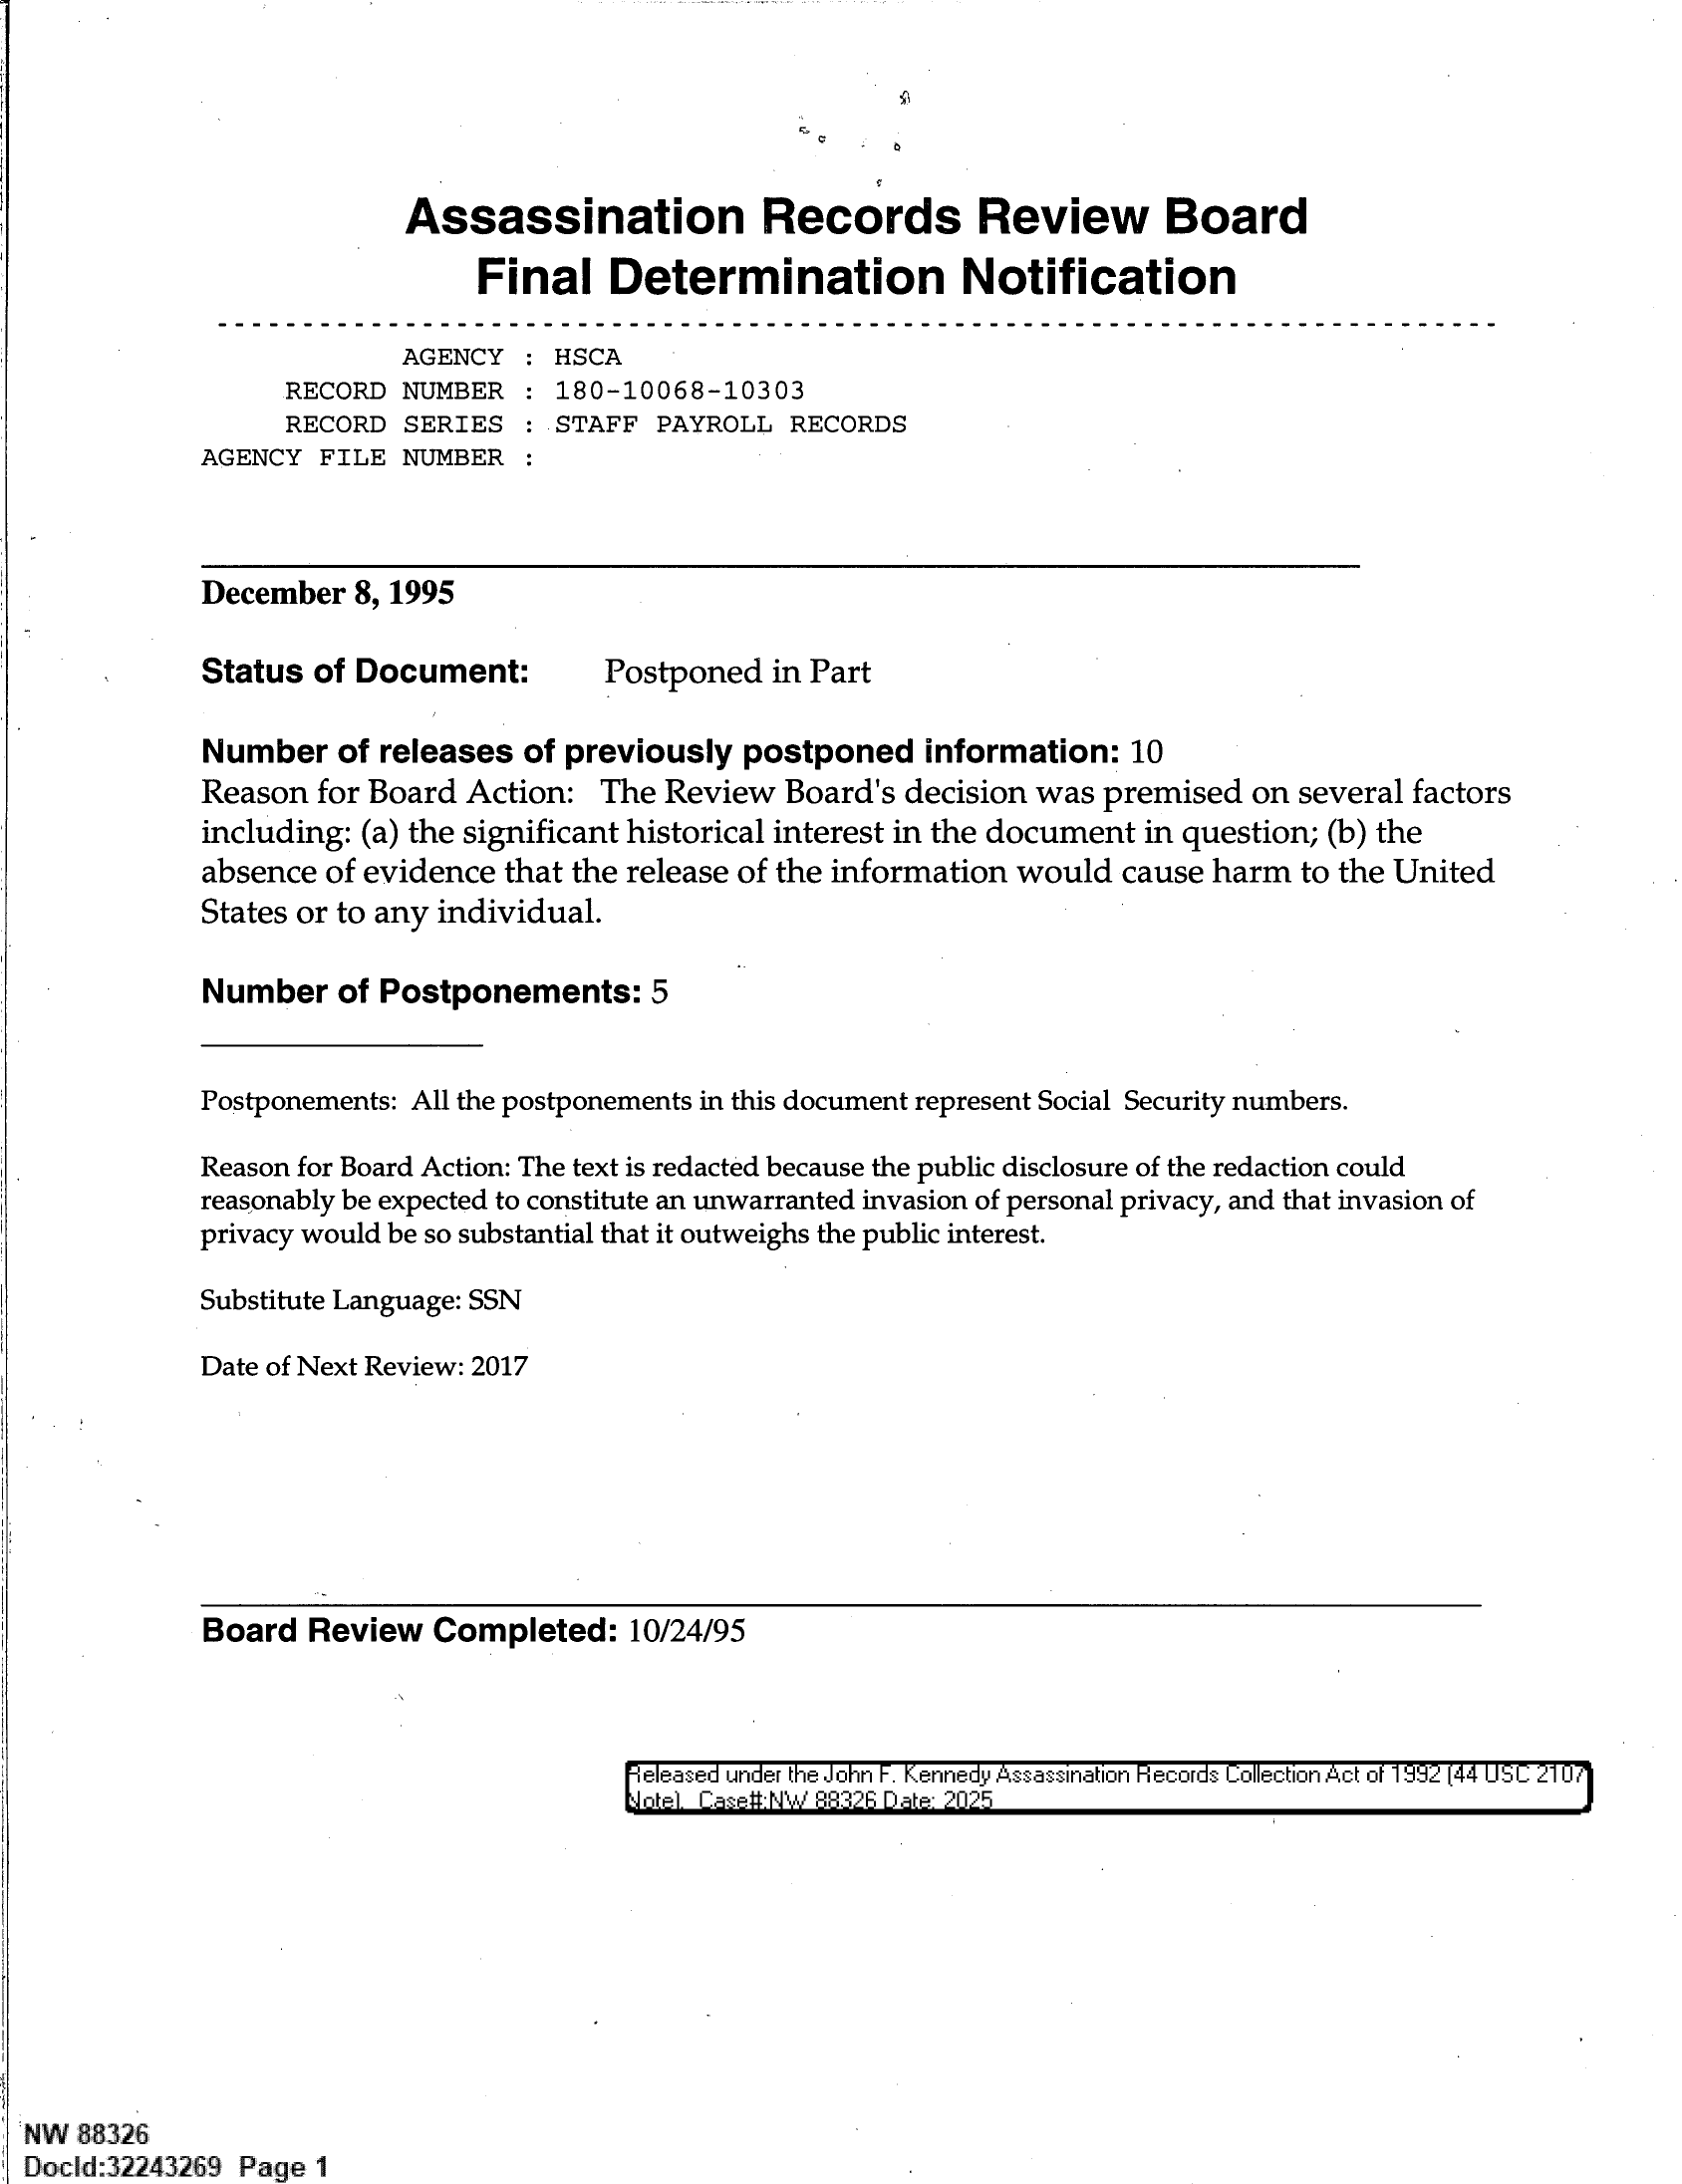 Assassination Records Review Board
Final Determination Notification
AGENCY : HSCA
RECORD NUMBER : 180-10068-10303
RECORD SERIES : STAFF PAYROLL RECORDS
AGENCY FILE NUMBER :
December 8, 1995
Status of Document: Postponed in Part
Number of releases of previously postponed information: 10
Reason for Board Action: The Review Board's decision was premised on several factors
including: (a) the significant historical interest in the document in question; (b) the
absence of evidence that the release of the information would cause harm to the United
States or to any individual.
Number of Postponements: 5
Postponements: All the postponements in this document represent Social Security numbers.
Reason for Board Action: The text is redacted because the public disclosure of the redaction could
reasonably be expected to constitute an unwarranted invasion of personal privacy, and that invasion of
privacy would be so substantial that it outweighs the public interest.
Substitute Language: SSN
Date of Next Review: 2017
Board Review Completed: 10/24/95
Released under the John F. Kennedy Assassination Records Collection Act of 1992 (44 USC 2107
Note). Case#:NW 88326 Date: 2025
NW 88326
DocId:32243269 Page 1